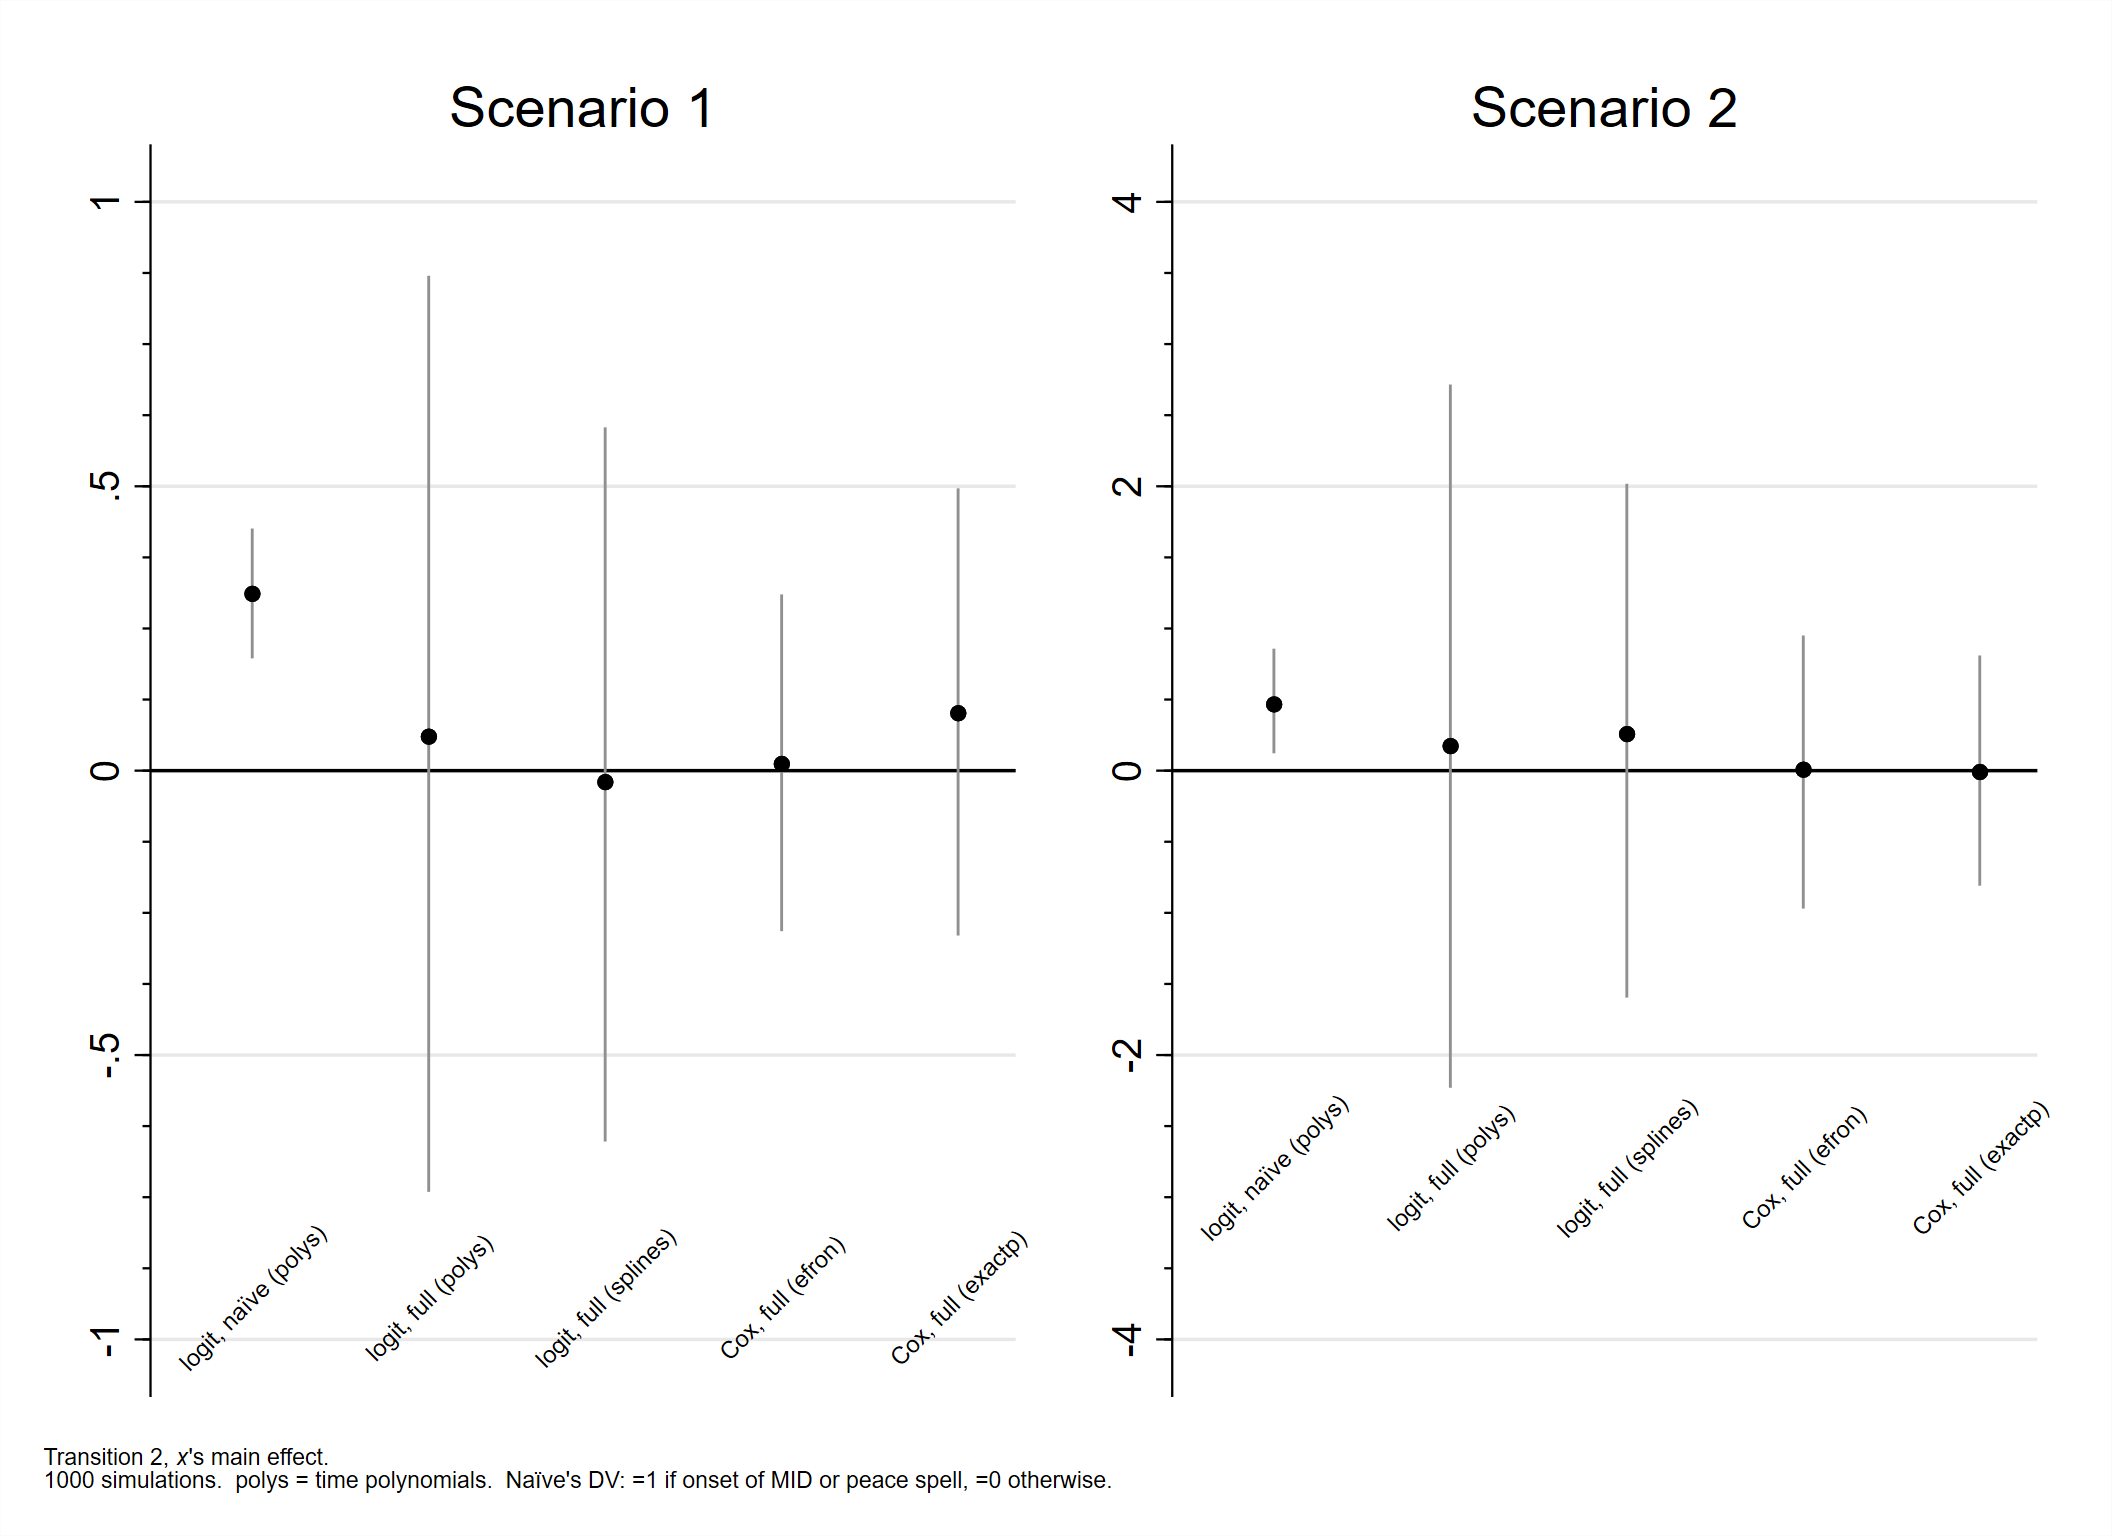 Scenario 1
1
.5
0
-.5
-1
logit, naïve (polys)
logit, full (polys)
logit, full (splines)
Cox, full (efron)
Cox, full (exactp)
Scenario 2
4
2
0
-2
-4
logit, naïve (polys)
logit, full (polys)
logit, full (splines)
Cox, full (efron)
Cox, full (exactp)
Transition 2, x's main effect.
1000 simulations.  polys = time polynomials.  Naïve's DV: =1 if onset of MID or peace spell, =0 otherwise.